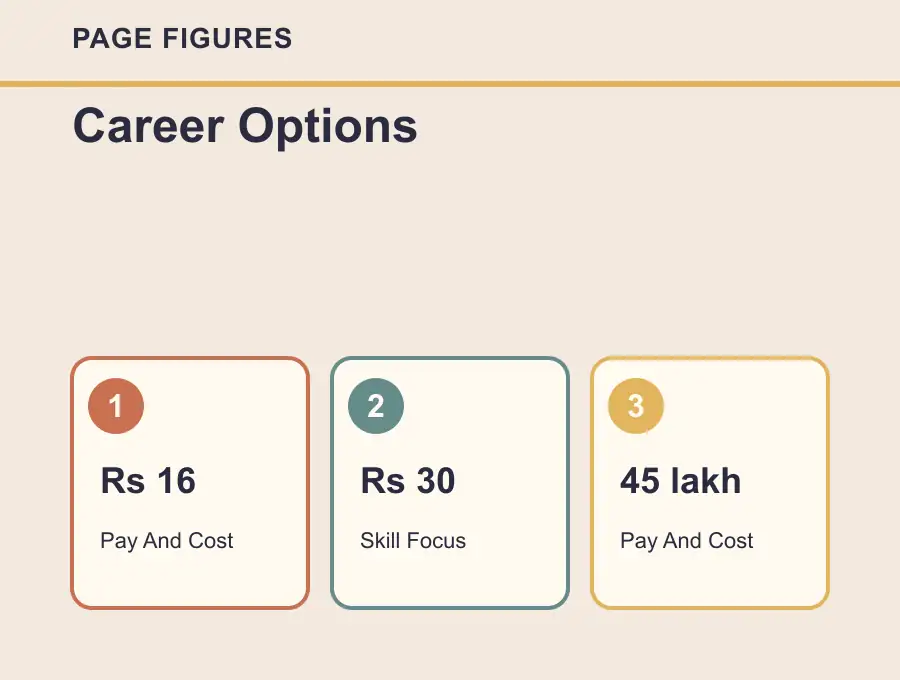 PAGE FIGURES
Career Options
1
Rs 16
Pay And Cost
2
Rs 30
Skill Focus
3
45 lakh
Pay And Cost